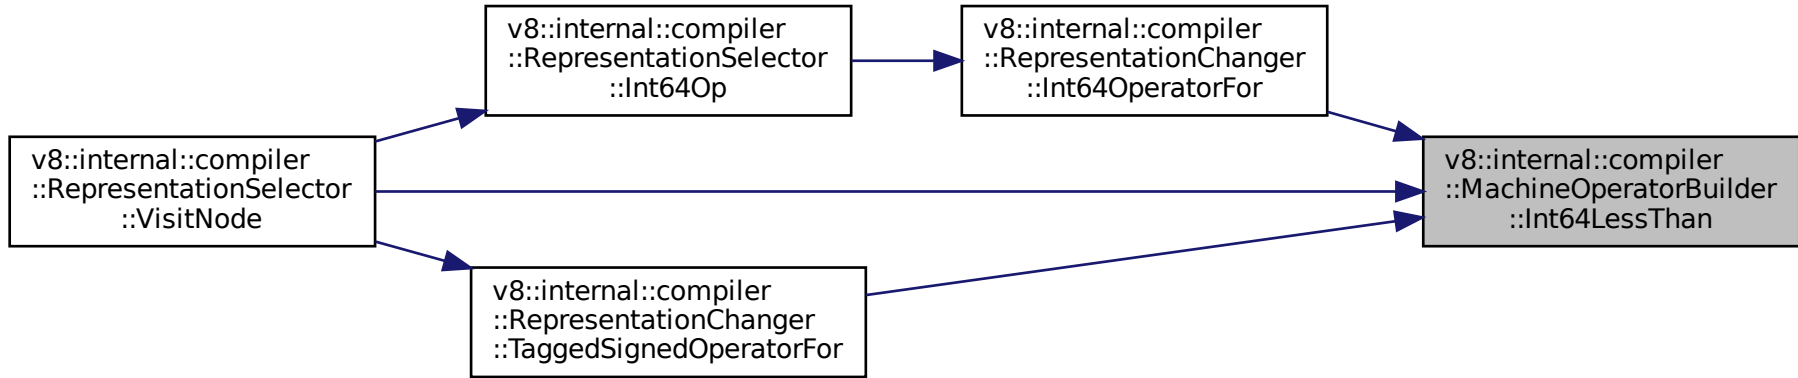 v8::internal::compiler
::RepresentationSelector
::Int64Op
v8::internal::compiler
::RepresentationChanger
::Int64OperatorFor
v8::internal::compiler
::RepresentationSelector
::VisitNode
v8::internal::compiler
::MachineOperatorBuilder
::Int64LessThan
v8::internal::compiler
::RepresentationChanger
::TaggedSignedOperatorFor